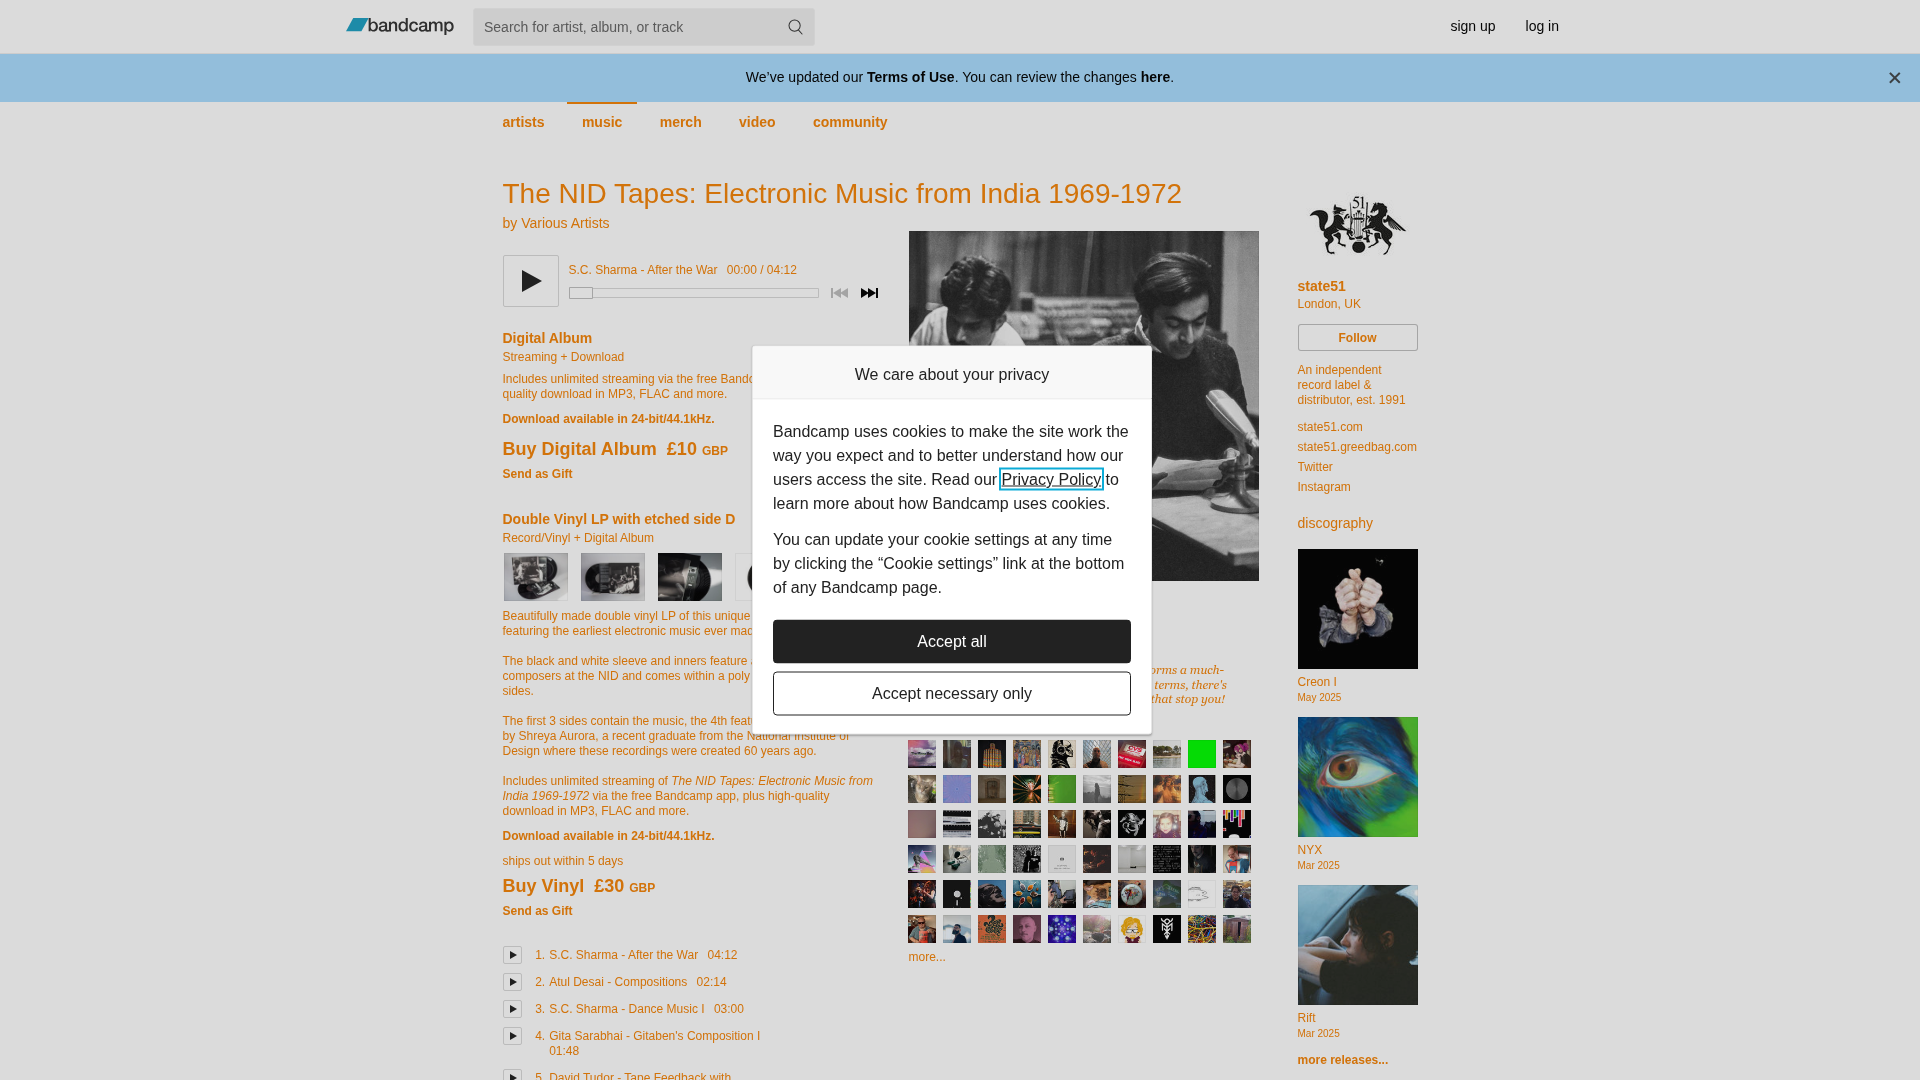 bandcamp
Search for artist, album, or track
sign up
log in
We’ve updated our Terms of Use. You can review the changes here.
artists
music
merch
video
community
The NID Tapes: Electronic Music from India 1969-1972
by Various Artists
S.C. Sharma - After the War 00:00 / 04:12
Digital Album
Streaming + Download
Includes unlimited streaming via the free
quality download in MP3, FLAC and more.
Download available in 24-bit/44.1kHz.
Buy Digital Album £10 GBP
Send as Gift
Double Vinyl LP with etched side D
Record/Vinyl + Digital Album
Beautifully made double vinyl LP of this unique
featuring the earliest electronic music ever
The black and white sleeve and inners feature
composers at the NID and comes within a poly
sides.
The first 3 sides contain the music, the 4th
by Shreya Aurora, a recent graduate from the National Institute of
Design where these recordings were created 60 years ago.
Includes unlimited streaming of The NID Tapes: Electronic Music from
India 1969-1972 via the free Bandcamp app, plus high-quality
download in MP3, FLAC and more.
Download available in 24-bit/44.1kHz.
ships out within 5 days
Buy Vinyl £30 GBP
Send as Gift
1. S.C. Sharma - After the War 04:12
2. Atul Desai - Compositions 02:14
3. S.C. Sharma - Dance Music I 03:00
4. Gita Sarabhai - Gitaben's Composition I
01:48
5. David Tudor - Tape Feedback with
We care about your privacy
Bandcamp uses cookies to make the site work the
way you expect and to better understand how our
users access the site. Read our Privacy Policy to
learn more about how Bandcamp uses cookies.
You can update your cookie settings at any time
by clicking the “Cookie settings” link at the bottom
of any Bandcamp page.
Accept all
Accept necessary only
a much-
terms, there's
that stop you!
more...
51
state51
London, UK
Follow
An independent
record label &
distributor, est. 1991
state51.com
state51.greedbag.com
Twitter
Instagram
discography
Creon I
May 2025
NYX
Mar 2025
Rift
Mar 2025
more releases...